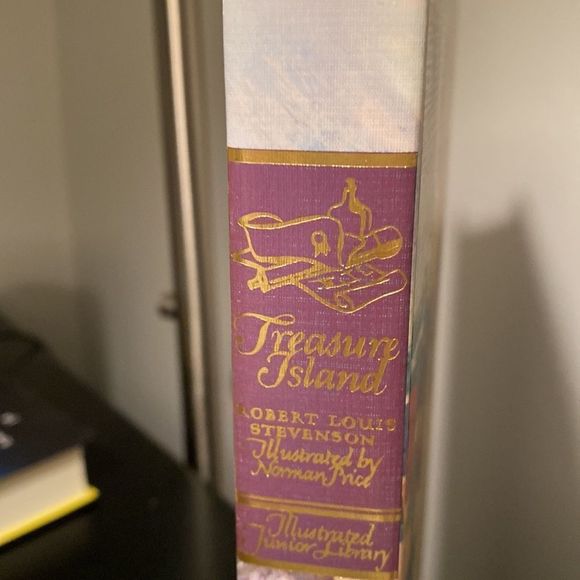 Treasure
Island
ROBERT LOUIS
STEVENSON
Illustrated by
Norman Price
Illustrated
Junior Library